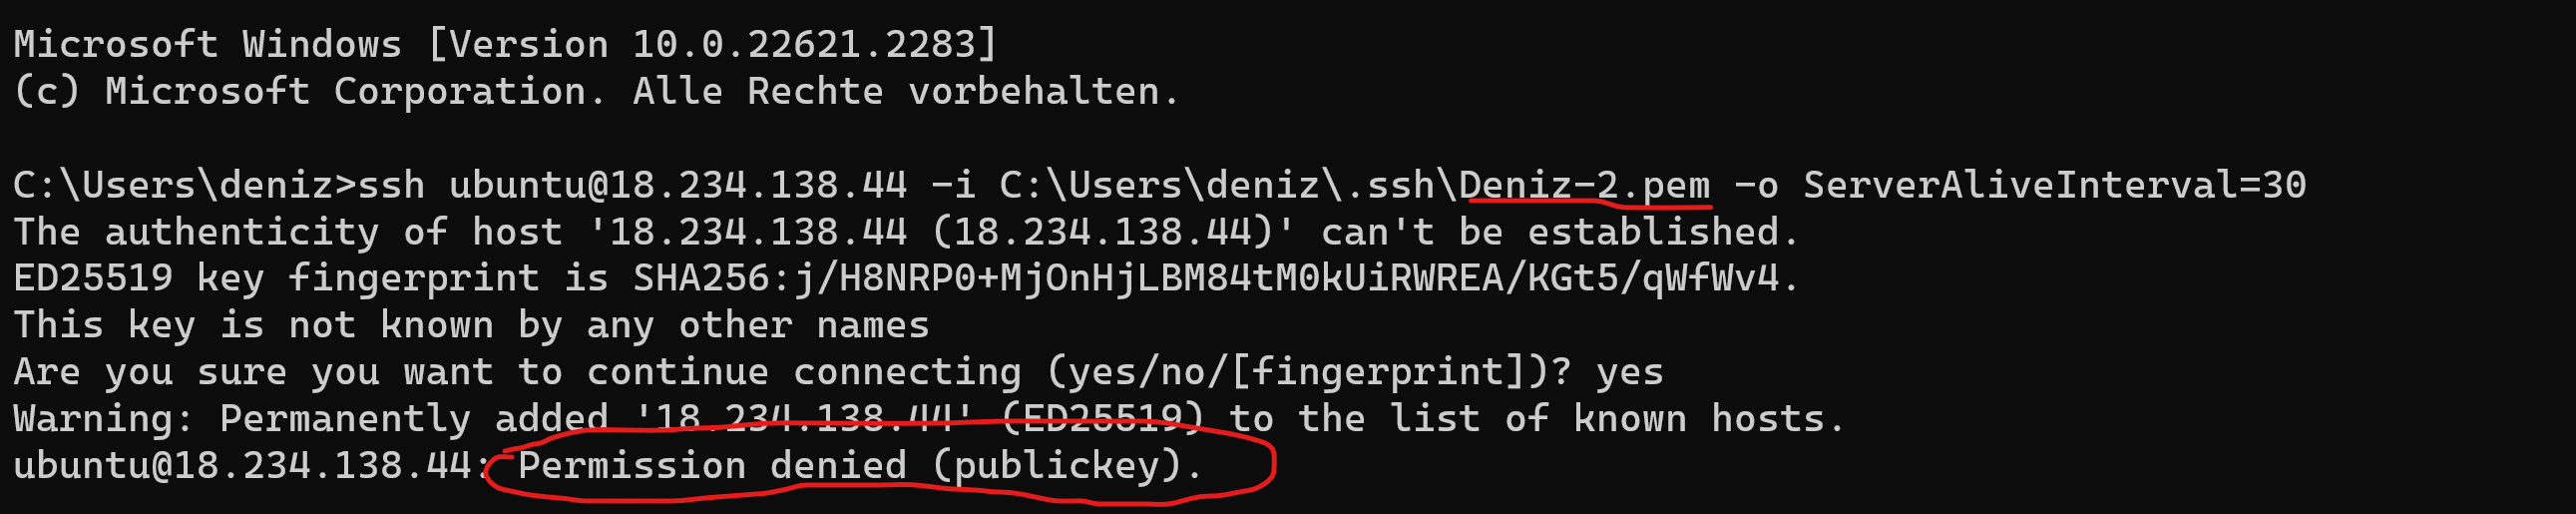 Microsoft Windows [Version 10.0.22621.2283]
(c) Microsoft Corporation. Alle Rechte vorbehalten.
C:\Users\deniz>ssh ubuntu@18.234.138.44 -i C:\Users\deniz\.ssh\Deniz-2.pem -o ServerAliveInterval=30
The authenticity of host '18.234.138.44 (18.234.138.44)' can't be established.
ED25519 key fingerprint is SHA256:j/H8NRP0+MjOnHjLBM84tM0kUiRWREA/KGt5/qWfWv4.
This key is not known by any other names
Are you sure you want to continue connecting (yes/no/[fingerprint])? yes
Warning: Permanently added '18.234.138.44' (ED25519) to the list of known hosts.
ubuntu@18.234.138.44: Permission denied (publickey).